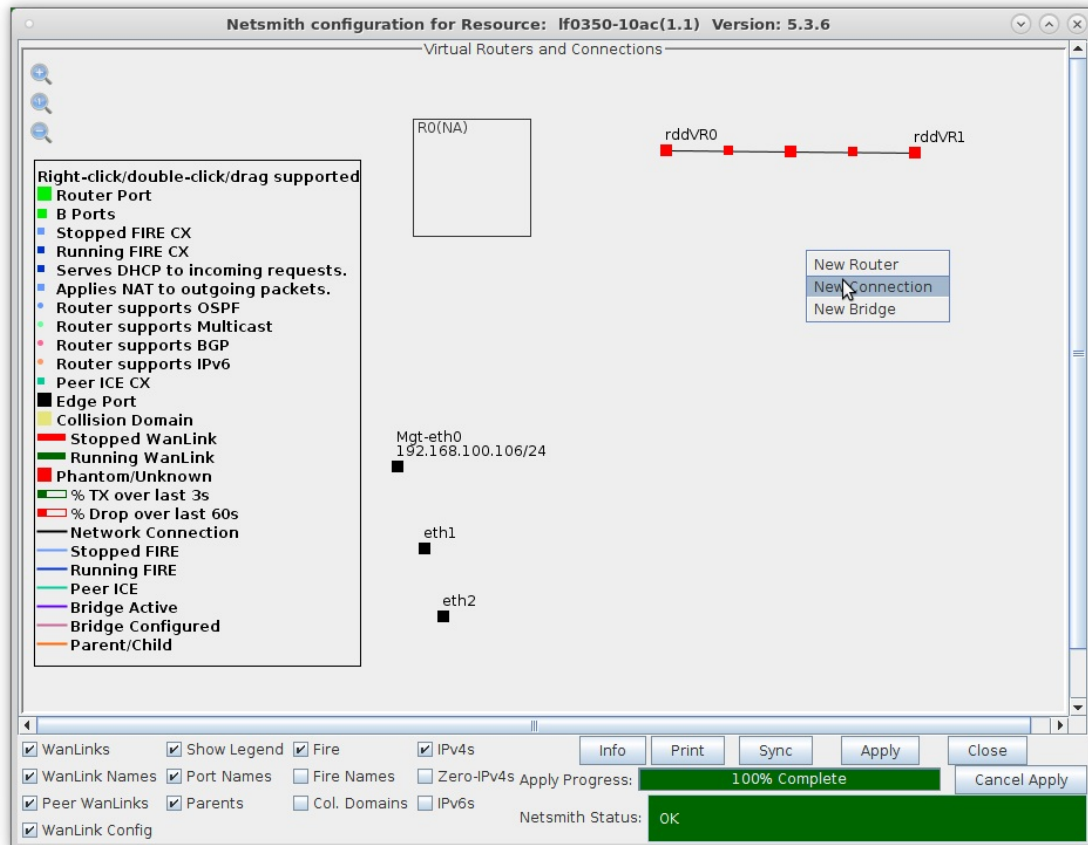 Netsmith configuration for Resource: lf0350-10ac(1.1) Version: 5.3.6
Virtual Routers and Connections
R0(NA)
rddVR0
rddVR1
Right-click/double-click/drag supported
Router Port
B Ports
Stopped FIRE CX
Running FIRE CX
Serves DHCP to incoming requests.
Applies NAT to outgoing packets.
Router supports OSPF
Router supports Multicast
Router supports BGP
Router supports IPv6
Peer ICE CX
Edge Port
Collision Domain
Stopped WanLink
Running WanLink
Phantom/Unknown
% TX over last 3s
% Drop over last 60s
Network Connection
Stopped FIRE
Running FIRE
Peer ICE
Bridge Active
Bridge Configured
Parent/Child
New Router
New Connection
New Bridge
Mgt-eth0
192.168.100.106/24
eth1
eth2
WanLinks Show Legend Fire IPv4s Info Print Sync Apply Close
WanLink Names Port Names Fire Names Zero-IPv4s Apply Progress: 100% Complete Cancel Apply
Peer WanLinks Parents Col. Domains IPv6s Netsmith Status: OK
WanLink Config